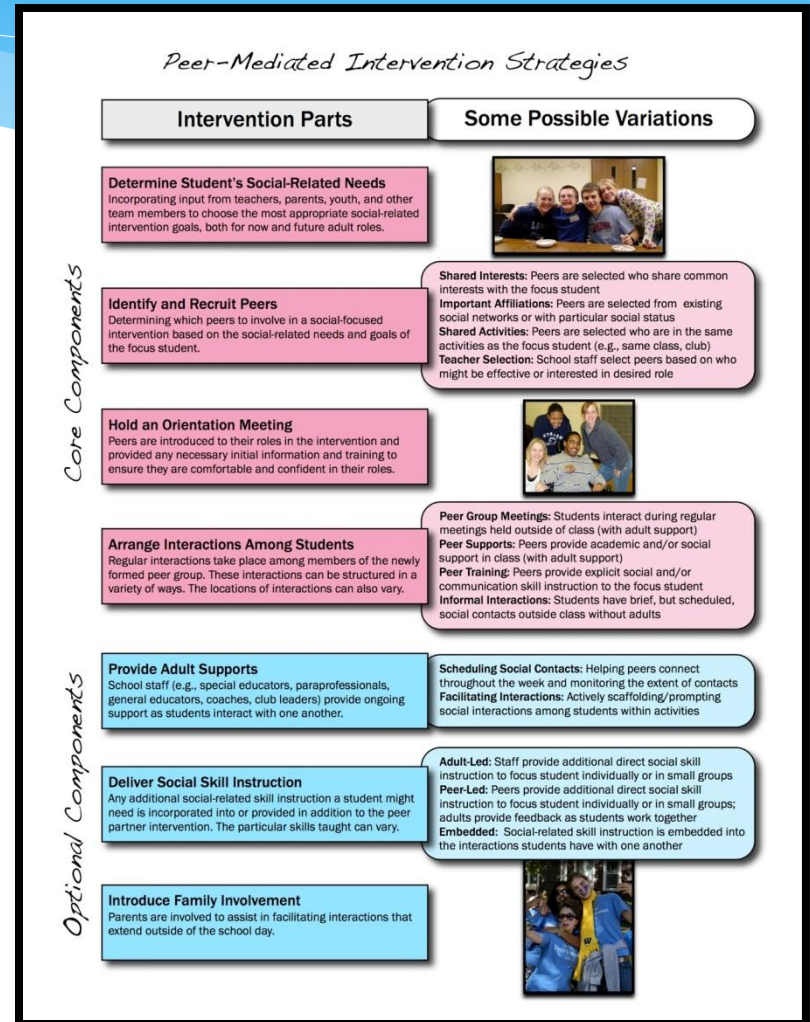 Peer-Mediated Intervention Strategies
Intervention Parts
Some Possible Variations
Core Components
Determine Student's Social-Related Needs
Incorporating input from teachers, parents, youth, and other
team members to choose the most appropriate social-related
intervention goals, both for now and future adult roles.
Identify and Recruit Peers
Determining which peers to involve in a social-focused
intervention based on the social-related needs and goals of
the focus student.
Shared Interests: Peers are selected who share common
interests with the focus student
Important Affiliations: Peers are selected from existing
social networks or with particular social status
Shared Activities: Peers are selected who are in the same
activities as the focus student (e.g., same class, club)
Teacher Selection: School staff select peers based on who
might be effective or interested in desired role
Hold an Orientation Meeting
Peers are introduced to their roles in the intervention and
provided any necessary initial information and training to
ensure they are comfortable and confident in their roles.
Arrange Interactions Among Students
Regular interactions take place among members of the newly
formed peer group. These interactions can be structured in a
variety of ways. The locations of interactions can also vary.
Peer Group Meetings: Students interact during regular
meetings held outside of class (with adult support)
Peer Supports: Peers provide academic and/or social
support in class (with adult support)
Peer Training: Peers provide explicit social and/or
communication skill instruction to the focus student
Informal Interactions: Students have brief, but scheduled,
social contacts outside class without adults
Optional Components
Provide Adult Supports
School staff (e.g., special educators, paraprofessionals,
general educators, coaches, club leaders) provide ongoing
support as students interact with one another.
Scheduling Social Contacts: Helping peers connect
throughout the week and monitoring the extent of contacts
Facilitating Interactions: Actively scaffolding/prompting
social interactions among students within activities
Deliver Social Skill Instruction
Any additional social-related skill instruction a student might
need is incorporated into or provided in addition to the peer
partner intervention. The particular skills taught can vary.
Adult-Led: Staff provide additional direct social skill
instruction to focus student individually or in small groups
Peer-Led: Peers provide additional direct social skill
instruction to focus student individually or in small groups;
adults provide feedback as students work together
Embedded: Social-related skill instruction is embedded into
the interactions students have with one another
Introduce Family Involvement
Parents are involved to assist in facilitating interactions that
extend outside of the school day.